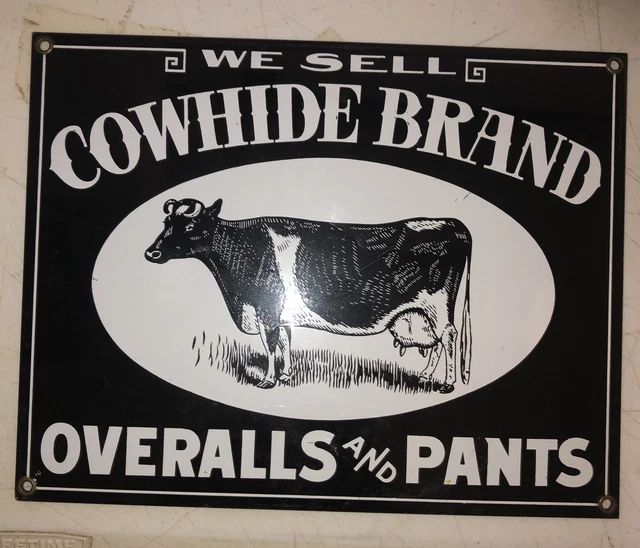 WE SELL
COWHIDE BRAND
OVERALLS AND PANTS